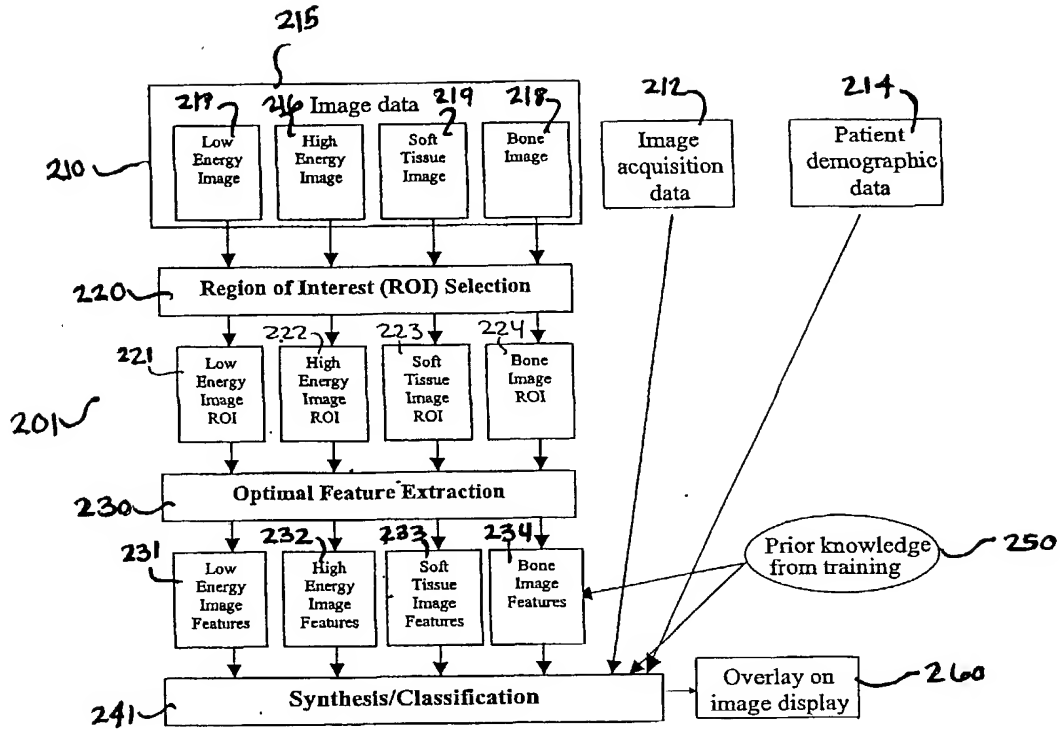 215
217 216 Image data 219 218
212
214
Low Energy Image
High Energy Image
Soft Tissue Image
Bone Image
Image acquisition data
Patient demographic data
210
220
Region of Interest (ROI) Selection
221
222
223
224
Low Energy Image ROI
High Energy Image ROI
Soft Tissue Image ROI
Bone Image ROI
201
230
Optimal Feature Extraction
231
232
233
234
Low Energy Image Features
High Energy Image Features
Soft Tissue Image Features
Bone Image Features
Prior knowledge from training
250
241
Synthesis/Classification
Overlay on image display
260